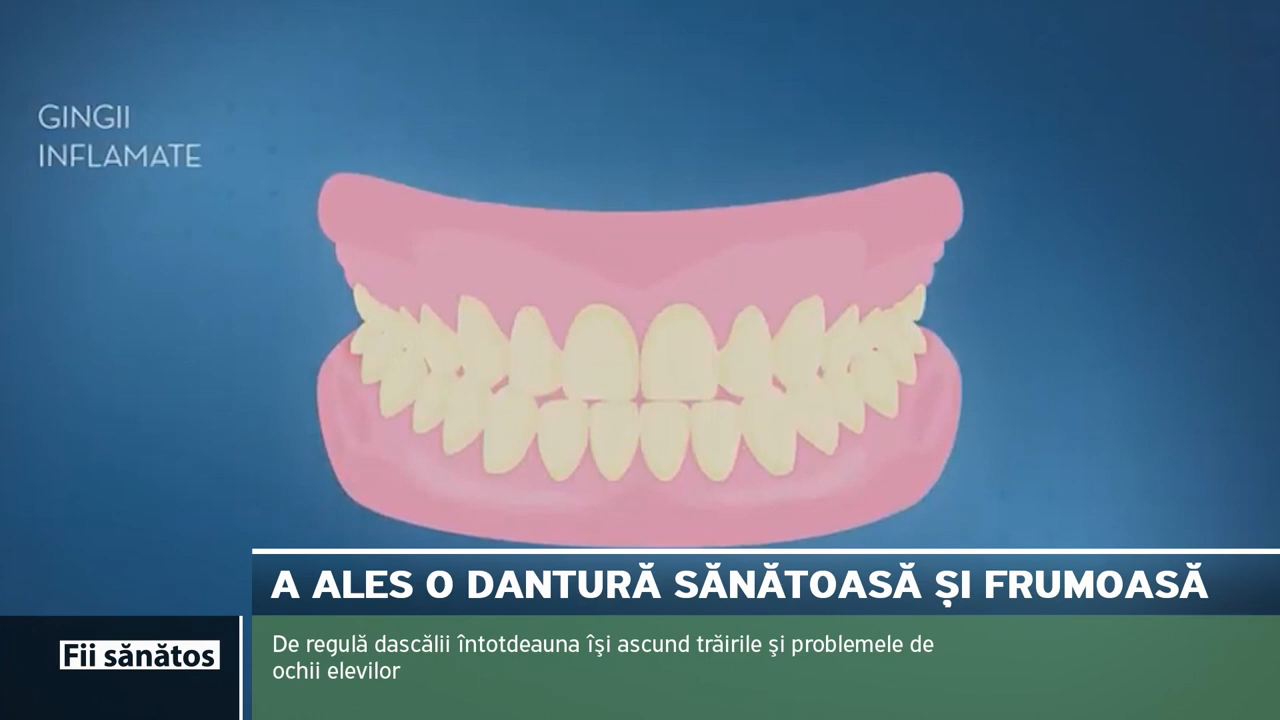 GINGII
INFLAMATE
A ALES O DANTURĂ SĂNĂTOASĂ ȘI FRUMOASĂ
De regulă dascălii întotdeauna își ascund trăirile şi problemele de
ochii elevilor
Fii sănătos